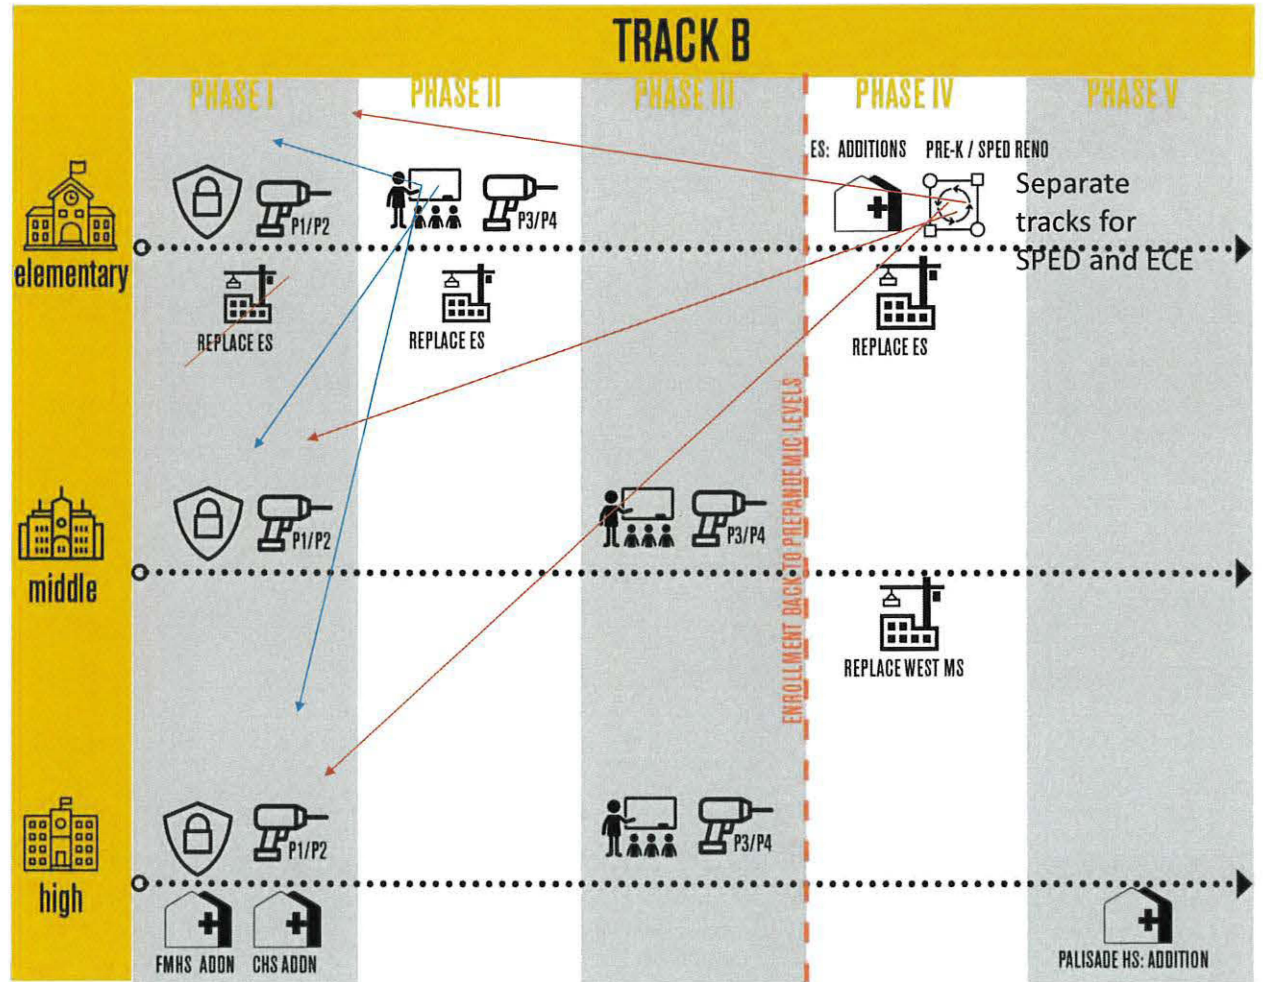 TRACK B
PHASE I
PHASE II
PHASE III
PHASE IV
PHASE V
ES: ADDITIONS
PRE-K / SPED RENO
Separate
tracks for
SPED and ECE
P1/P2
P3/P4
elementary
REPLACE ES
REPLACE ES
REPLACE ES
ENROLLMENT BACK TO PREPANDEMIC LEVELS
P1/P2
P3/P4
middle
REPLACE WEST MS
P1/P2
P3/P4
high
FMHS ADDN
CHS ADDN
PALISADE HS: ADDITION